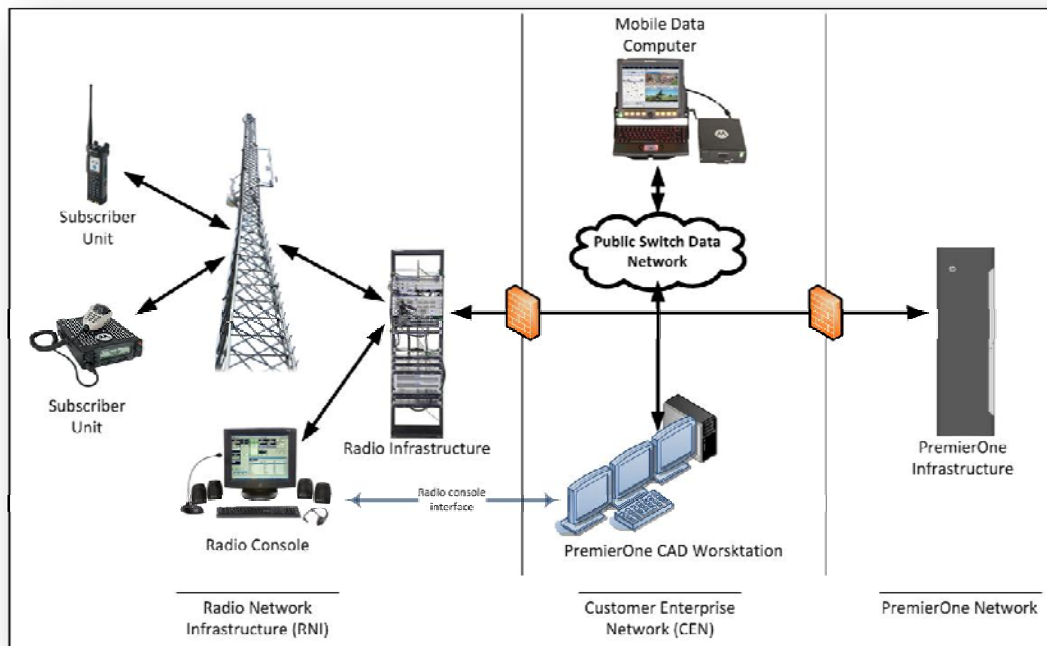 Mobile Data
Computer
Subscriber
Unit
Public Switch Data
Network
Subscriber
Unit
Radio Infrastructure
PremierOne
Infrastructure
Radio console
interface
Radio Console
PremierOne CAD Worsktation
Radio Network
Infrastructure (RNI)
Customer Enterprise
Network (CEN)
PremierOne Network